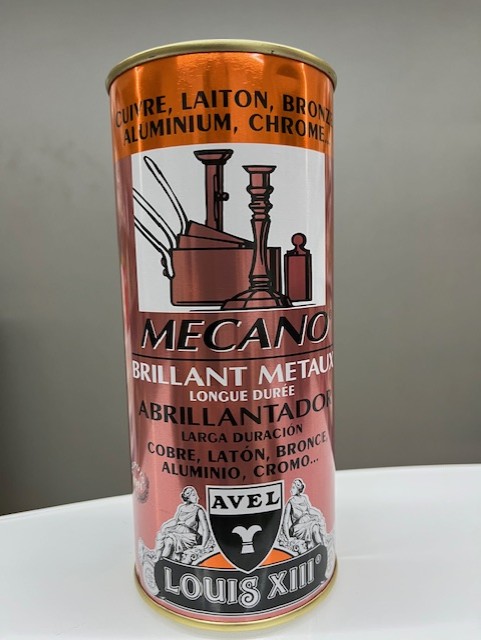 CUIVRE, LAITON, BRONZE
ALUMINIUM, CHROME...
MECANO
BRILLANT METAUX
LONGUE DURÉE
ABRILLANTADOR
LARGA DURACIÓN
COBRE, LATÓN, BRONCE,
ALUMINIO, CROMO...
AVEL
LOUIS XIII®